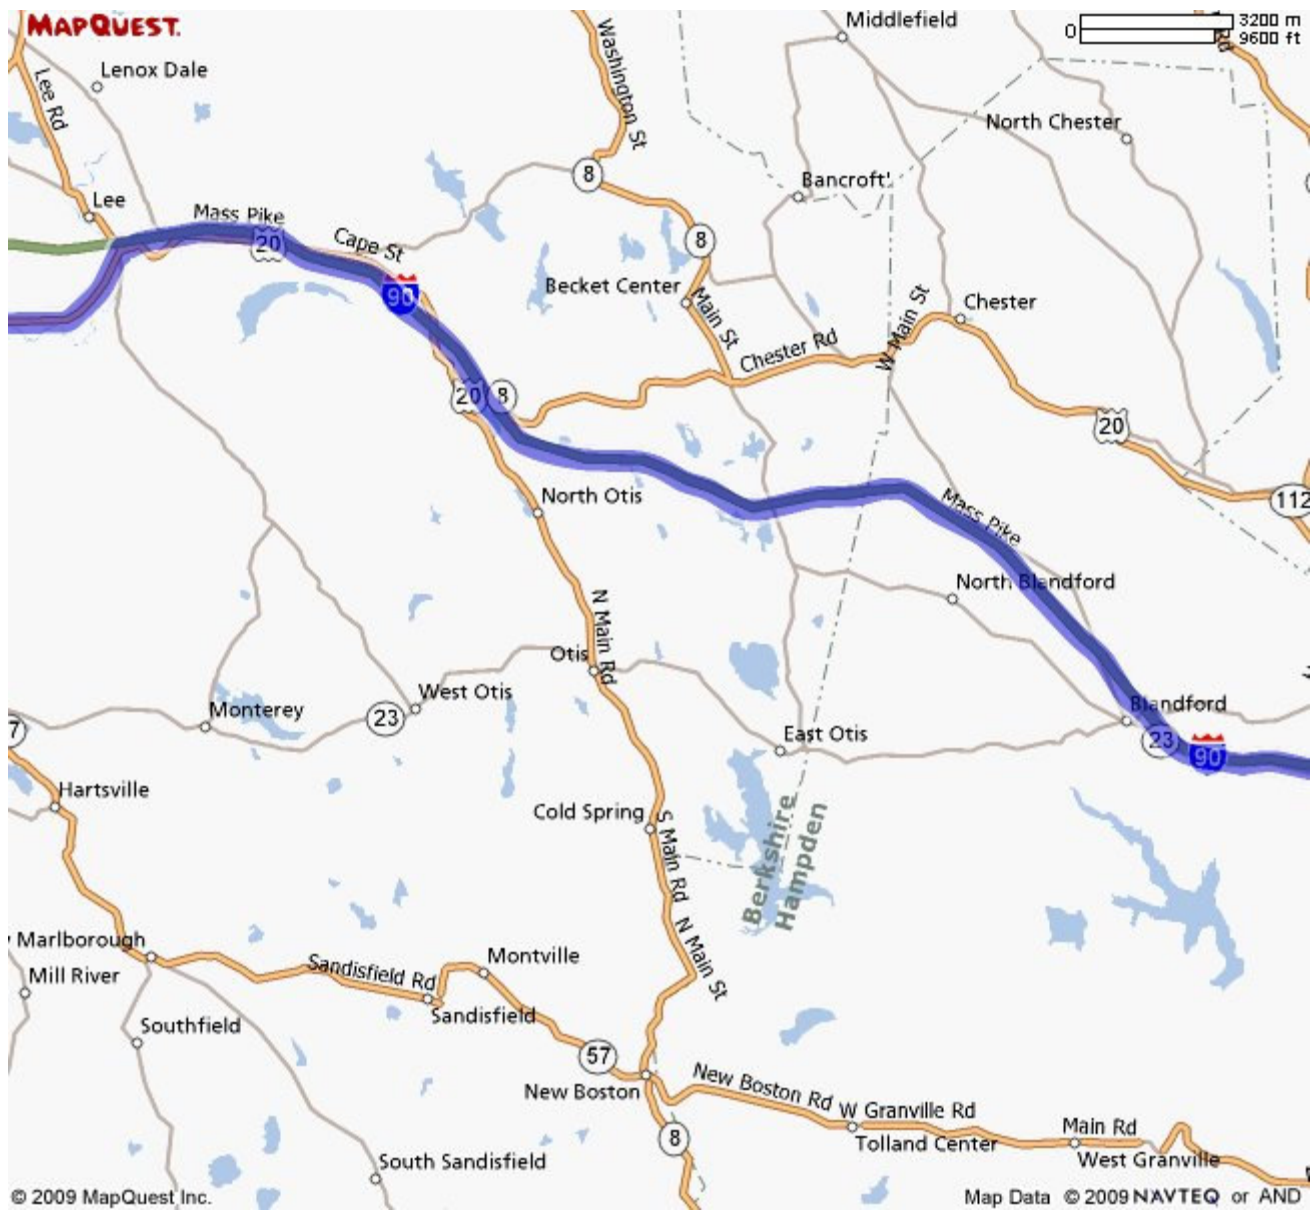 MAPQUEST.
Middlefield
0
3200 m
9600 ft
Rd
Lenox Dale
Lee Rd
Washington St
North Chester
8
Bancroft
Lee
Mass Pike
20
Cape St
8
90
Becket Center
Main St
Chester
W Main St
Chester Rd
20
8
20
North Otis
112
Mass Pike
North Blandford
N Main Rd
Otis
West Otis
Monterey
23
Blandford
7
East Otis
23
90
Hartsville
Cold Spring
S Main Rd
Berkshire
Hampden
N Main St
Marlborough
Montville
Mill River
Sandisfield Rd
Sandisfield
Southfield
57
New Boston
New Boston Rd
W Granville Rd
Main Rd
Tolland Center
8
West Granville
South Sandisfield
© 2009 MapQuest Inc.
Map Data © 2009 NAVTEQ or AND